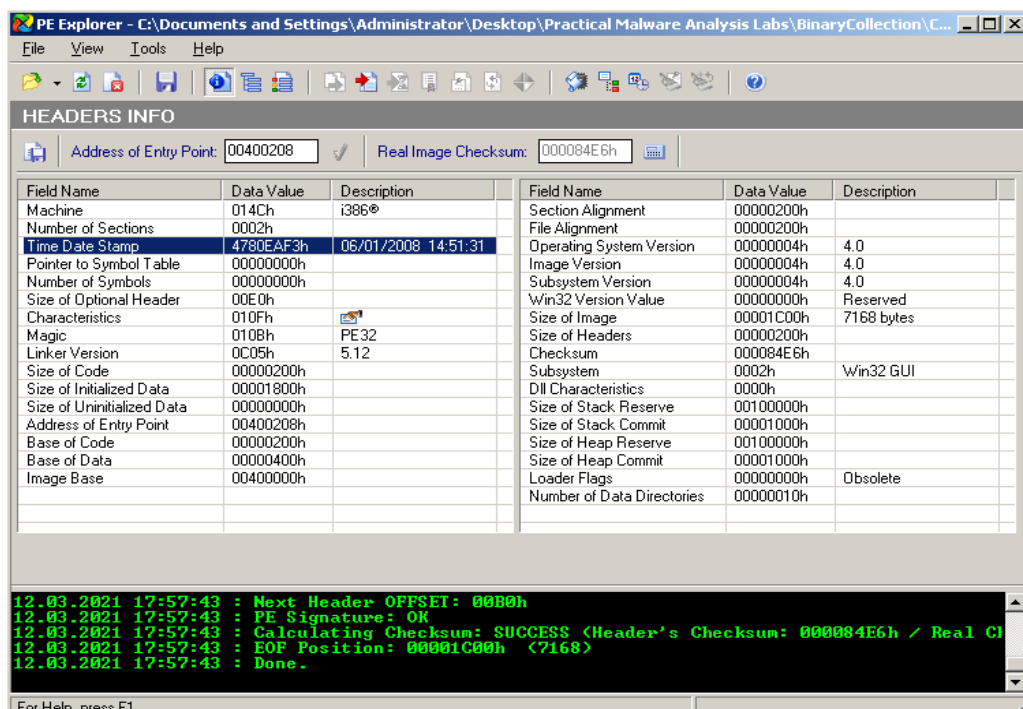 PE Explorer - C:\Documents and Settings\Administrator\Desktop\Practical Malware Analysis Labs\BinaryCollection\C...
File View Tools Help
HEADERS INFO
Address of Entry Point: 00400208 Real Image Checksum: 000084E6h
Field Name Data Value Description
Machine 014Ch i386®
Number of Sections 0002h
Time Date Stamp 4780EAF3h 06/01/2008 14:51:31
Pointer to Symbol Table 00000000h
Number of Symbols 00000000h
Size of Optional Header 00E0h
Characteristics 010Fh
Magic 010Bh PE32
Linker Version 0C05h 5.12
Size of Code 00000200h
Size of Initialized Data 00001800h
Size of Uninitialized Data 00000000h
Address of Entry Point 00400208h
Base of Code 00000200h
Base of Data 00000400h
Image Base 00400000h
Field Name Data Value Description
Section Alignment 00000200h
File Alignment 00000200h
Operating System Version 00000004h 4.0
Image Version 00000004h 4.0
Subsystem Version 00000004h 4.0
Win32 Version Value 00000000h Reserved
Size of Image 00001C00h 7168 bytes
Size of Headers 00000200h
Checksum 000084E6h
Subsystem 0002h Win32 GUI
Dll Characteristics 0000h
Size of Stack Reserve 00100000h
Size of Stack Commit 00001000h
Size of Heap Reserve 00100000h
Size of Heap Commit 00001000h
Loader Flags 00000000h Obsolete
Number of Data Directories 00000010h
12.03.2021 17:57:43 : Next Header OFFSET: 00B0h
12.03.2021 17:57:43 : PE Signature: OK
12.03.2021 17:57:43 : Calculating Checksum: SUCCESS (Header's Checksum: 000084E6h / Real Cl
12.03.2021 17:57:43 : EOF Position: 00001C00h (7168)
12.03.2021 17:57:43 : Done.
For Help, press F1